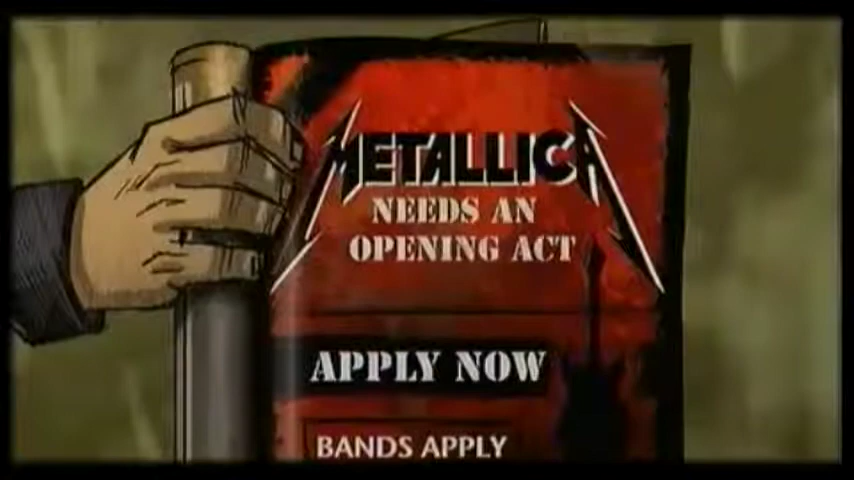 METALLICA
NEEDS AN
OPENING ACT
APPLY NOW
BANDS APPLY